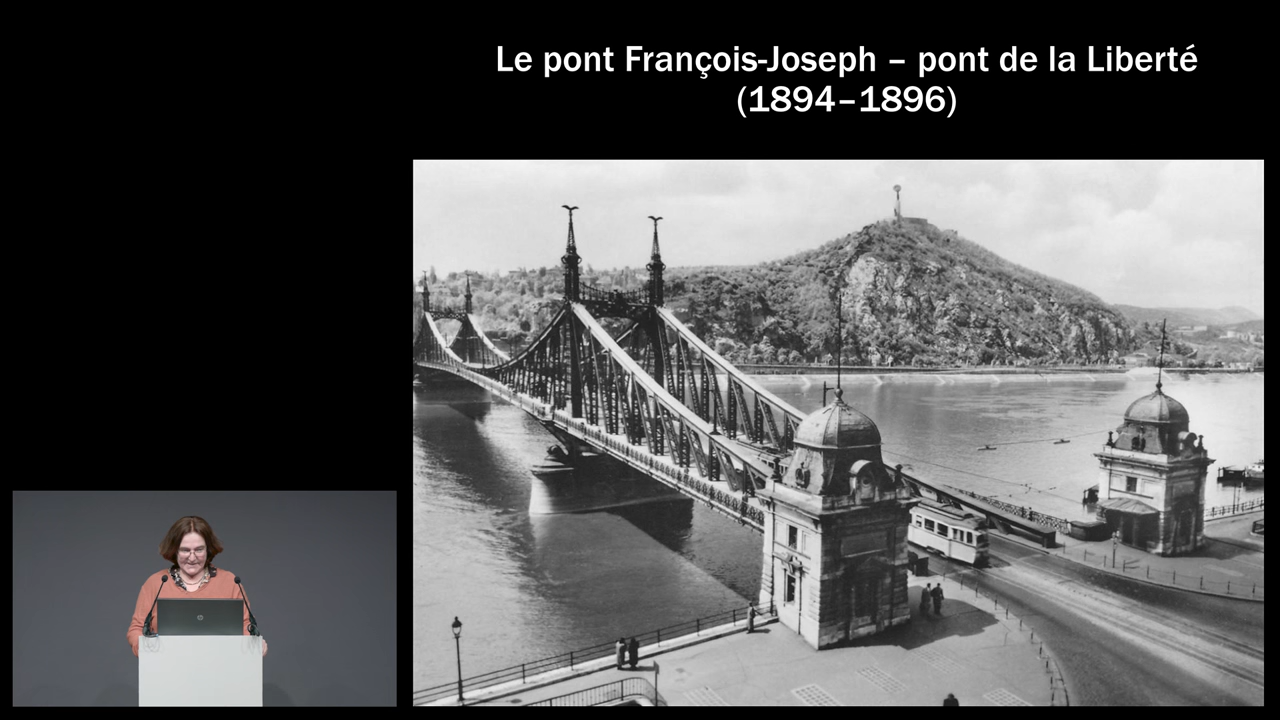 Le pont François-Joseph – pont de la Liberté
(1894–1896)